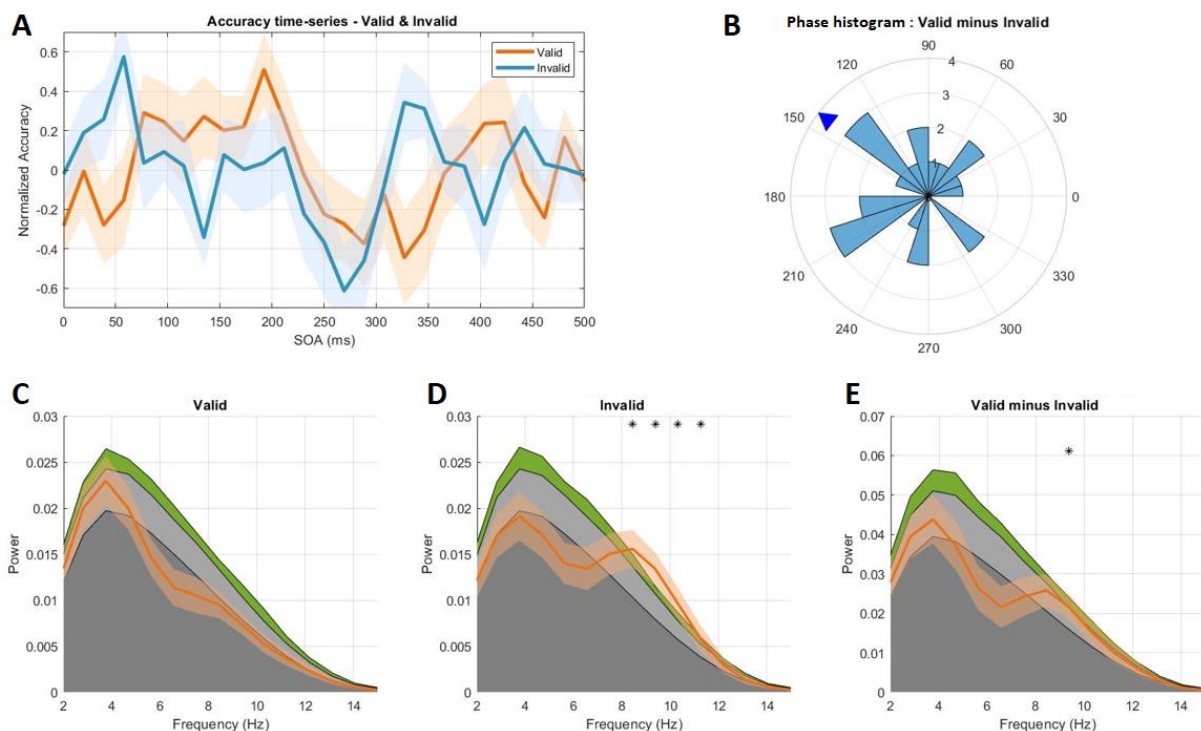 A
Accuracy time-series - Valid & Invalid
Valid
Invalid
Normalized Accuracy
0.6
0.4
0.2
0
-0.2
-0.4
-0.6
0 50 100 150 200 250 300 350 400 450 500
SOA (ms)
B
Phase histogram : Valid minus Invalid
90
120 60
150 30
180 0
210 330
240 300
270
4
3
2
1
C
Valid
Power
0.03
0.025
0.02
0.015
0.01
0.005
0
2 4 6 8 10 12 14
Frequency (Hz)
D
Invalid
* * * *
Power
0.03
0.025
0.02
0.015
0.01
0.005
0
2 4 6 8 10 12 14
Frequency (Hz)
E
Valid minus Invalid
*
Power
0.07
0.06
0.05
0.04
0.03
0.02
0.01
0
2 4 6 8 10 12 14
Frequency (Hz)